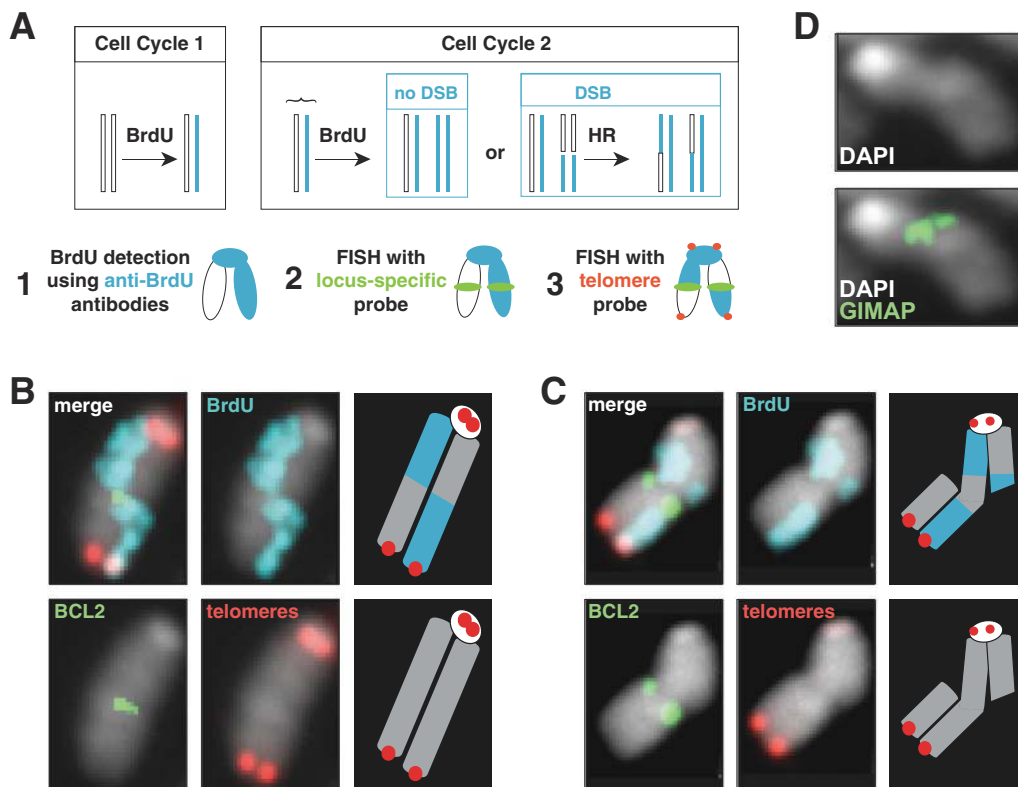 A
Cell Cycle 1
Cell Cycle 2
BrdU
BrdU
no DSB
or
DSB
HR
1
BrdU detection
using anti-BrdU
antibodies
2
FISH with
locus-specific
probe
3
FISH with
telomere
probe
D
DAPI
DAPI
GIMAP
B
merge
BrdU
BCL2
telomeres
C
merge
BrdU
BCL2
telomeres